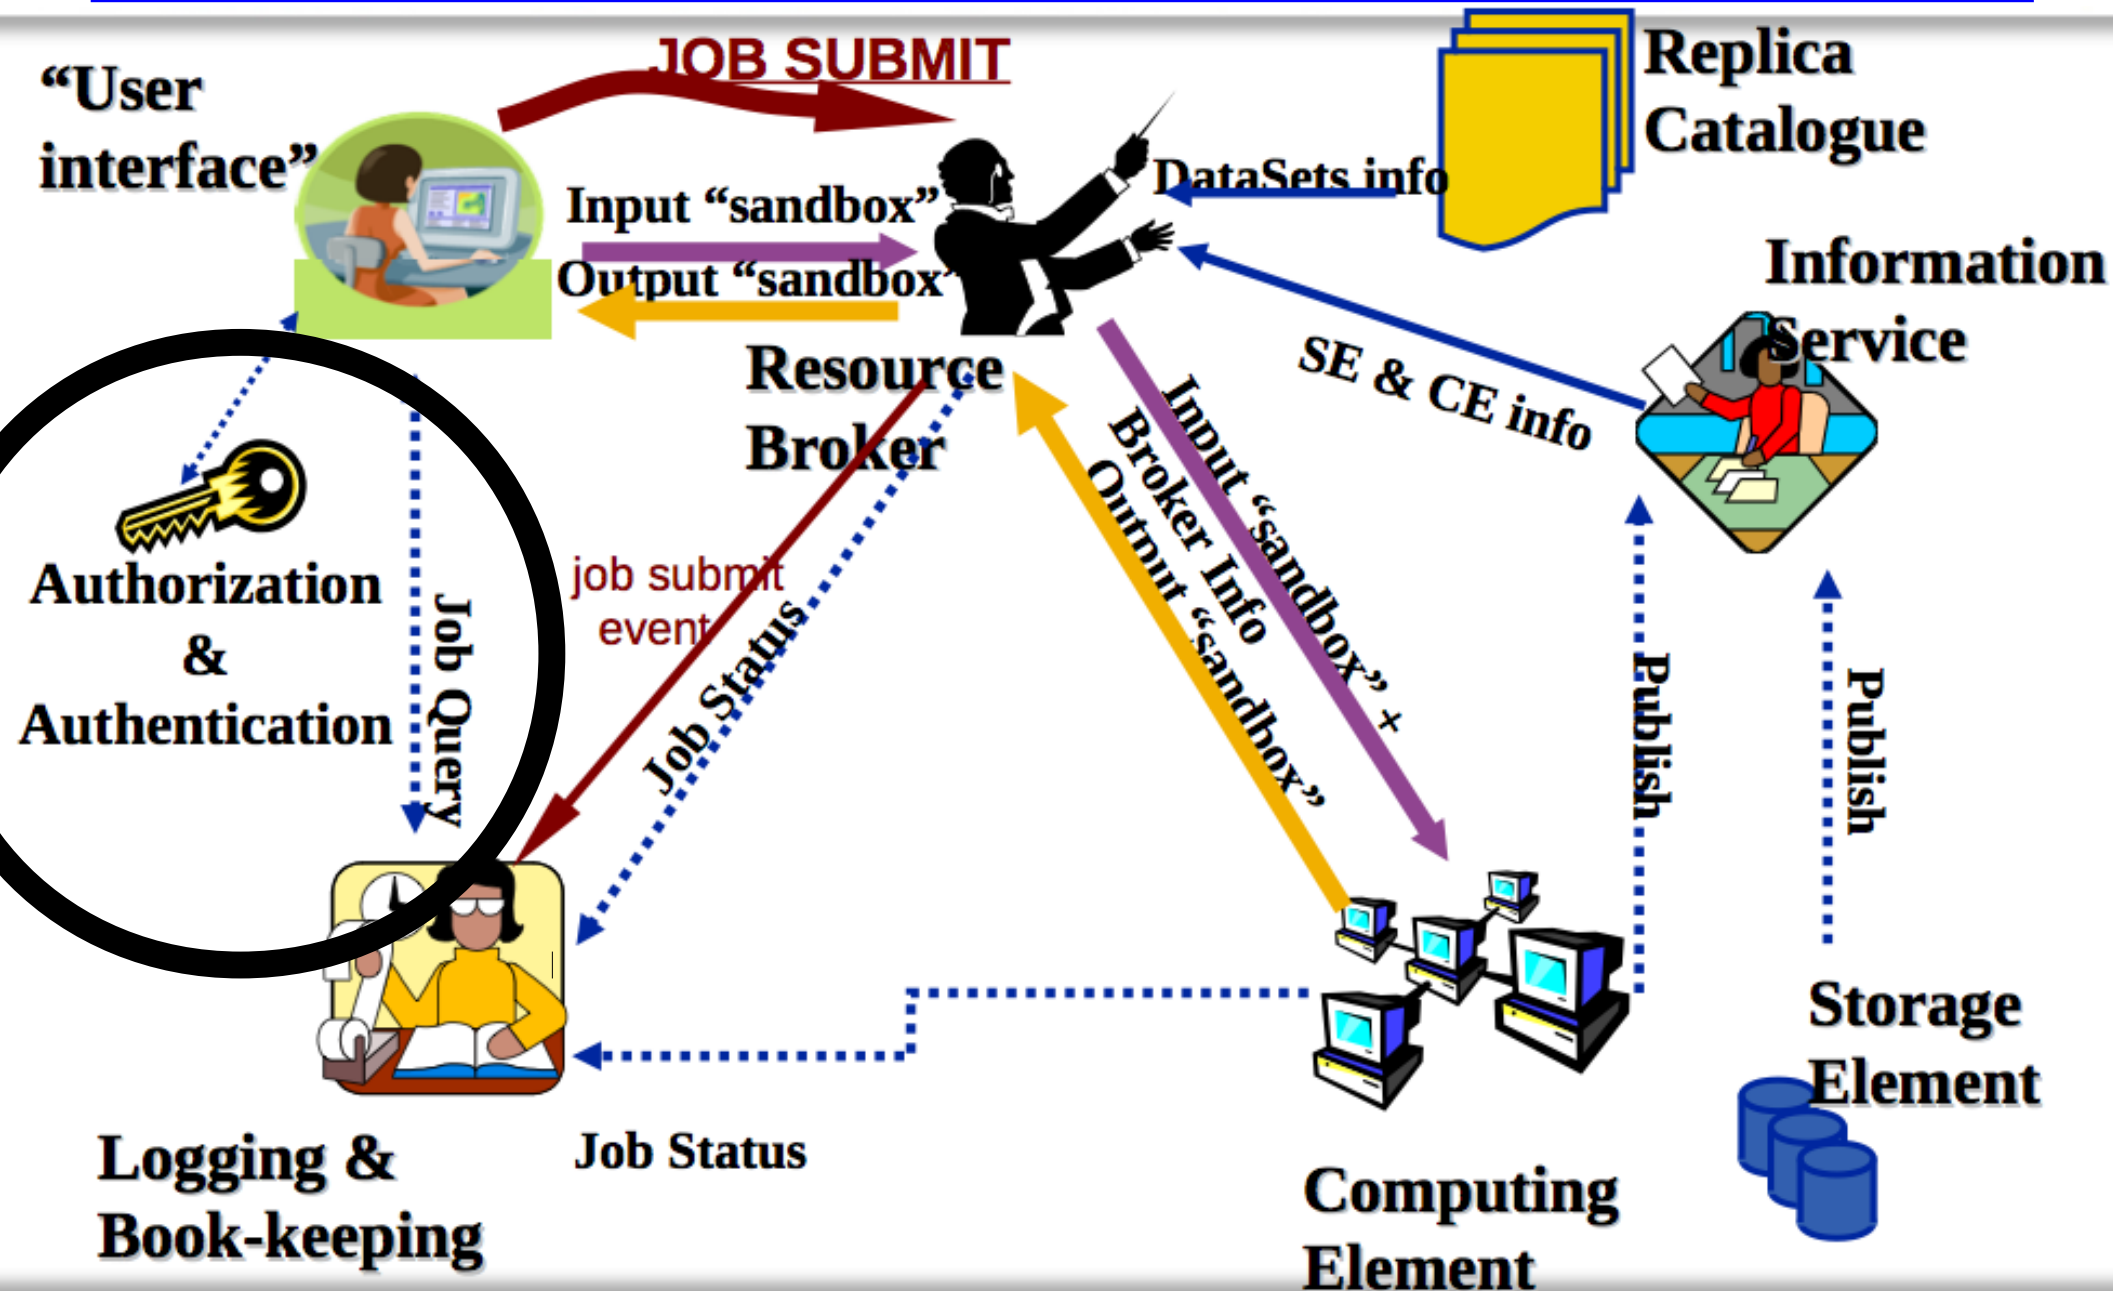 JOB SUBMIT
“User
interface”
Replica
Catalogue
DataSets info
Input “sandbox”
Output “sandbox”
Information
Service
SE & CE info
Resource
Broker
Input “sandbox” +
Broker Info
Output “sandbox”
Authorization
&
Authentication
Job Query
job submit
event
Job Status
Publish
Publish
Storage
Element
Job Status
Logging &
Book-keeping
Computing
Element